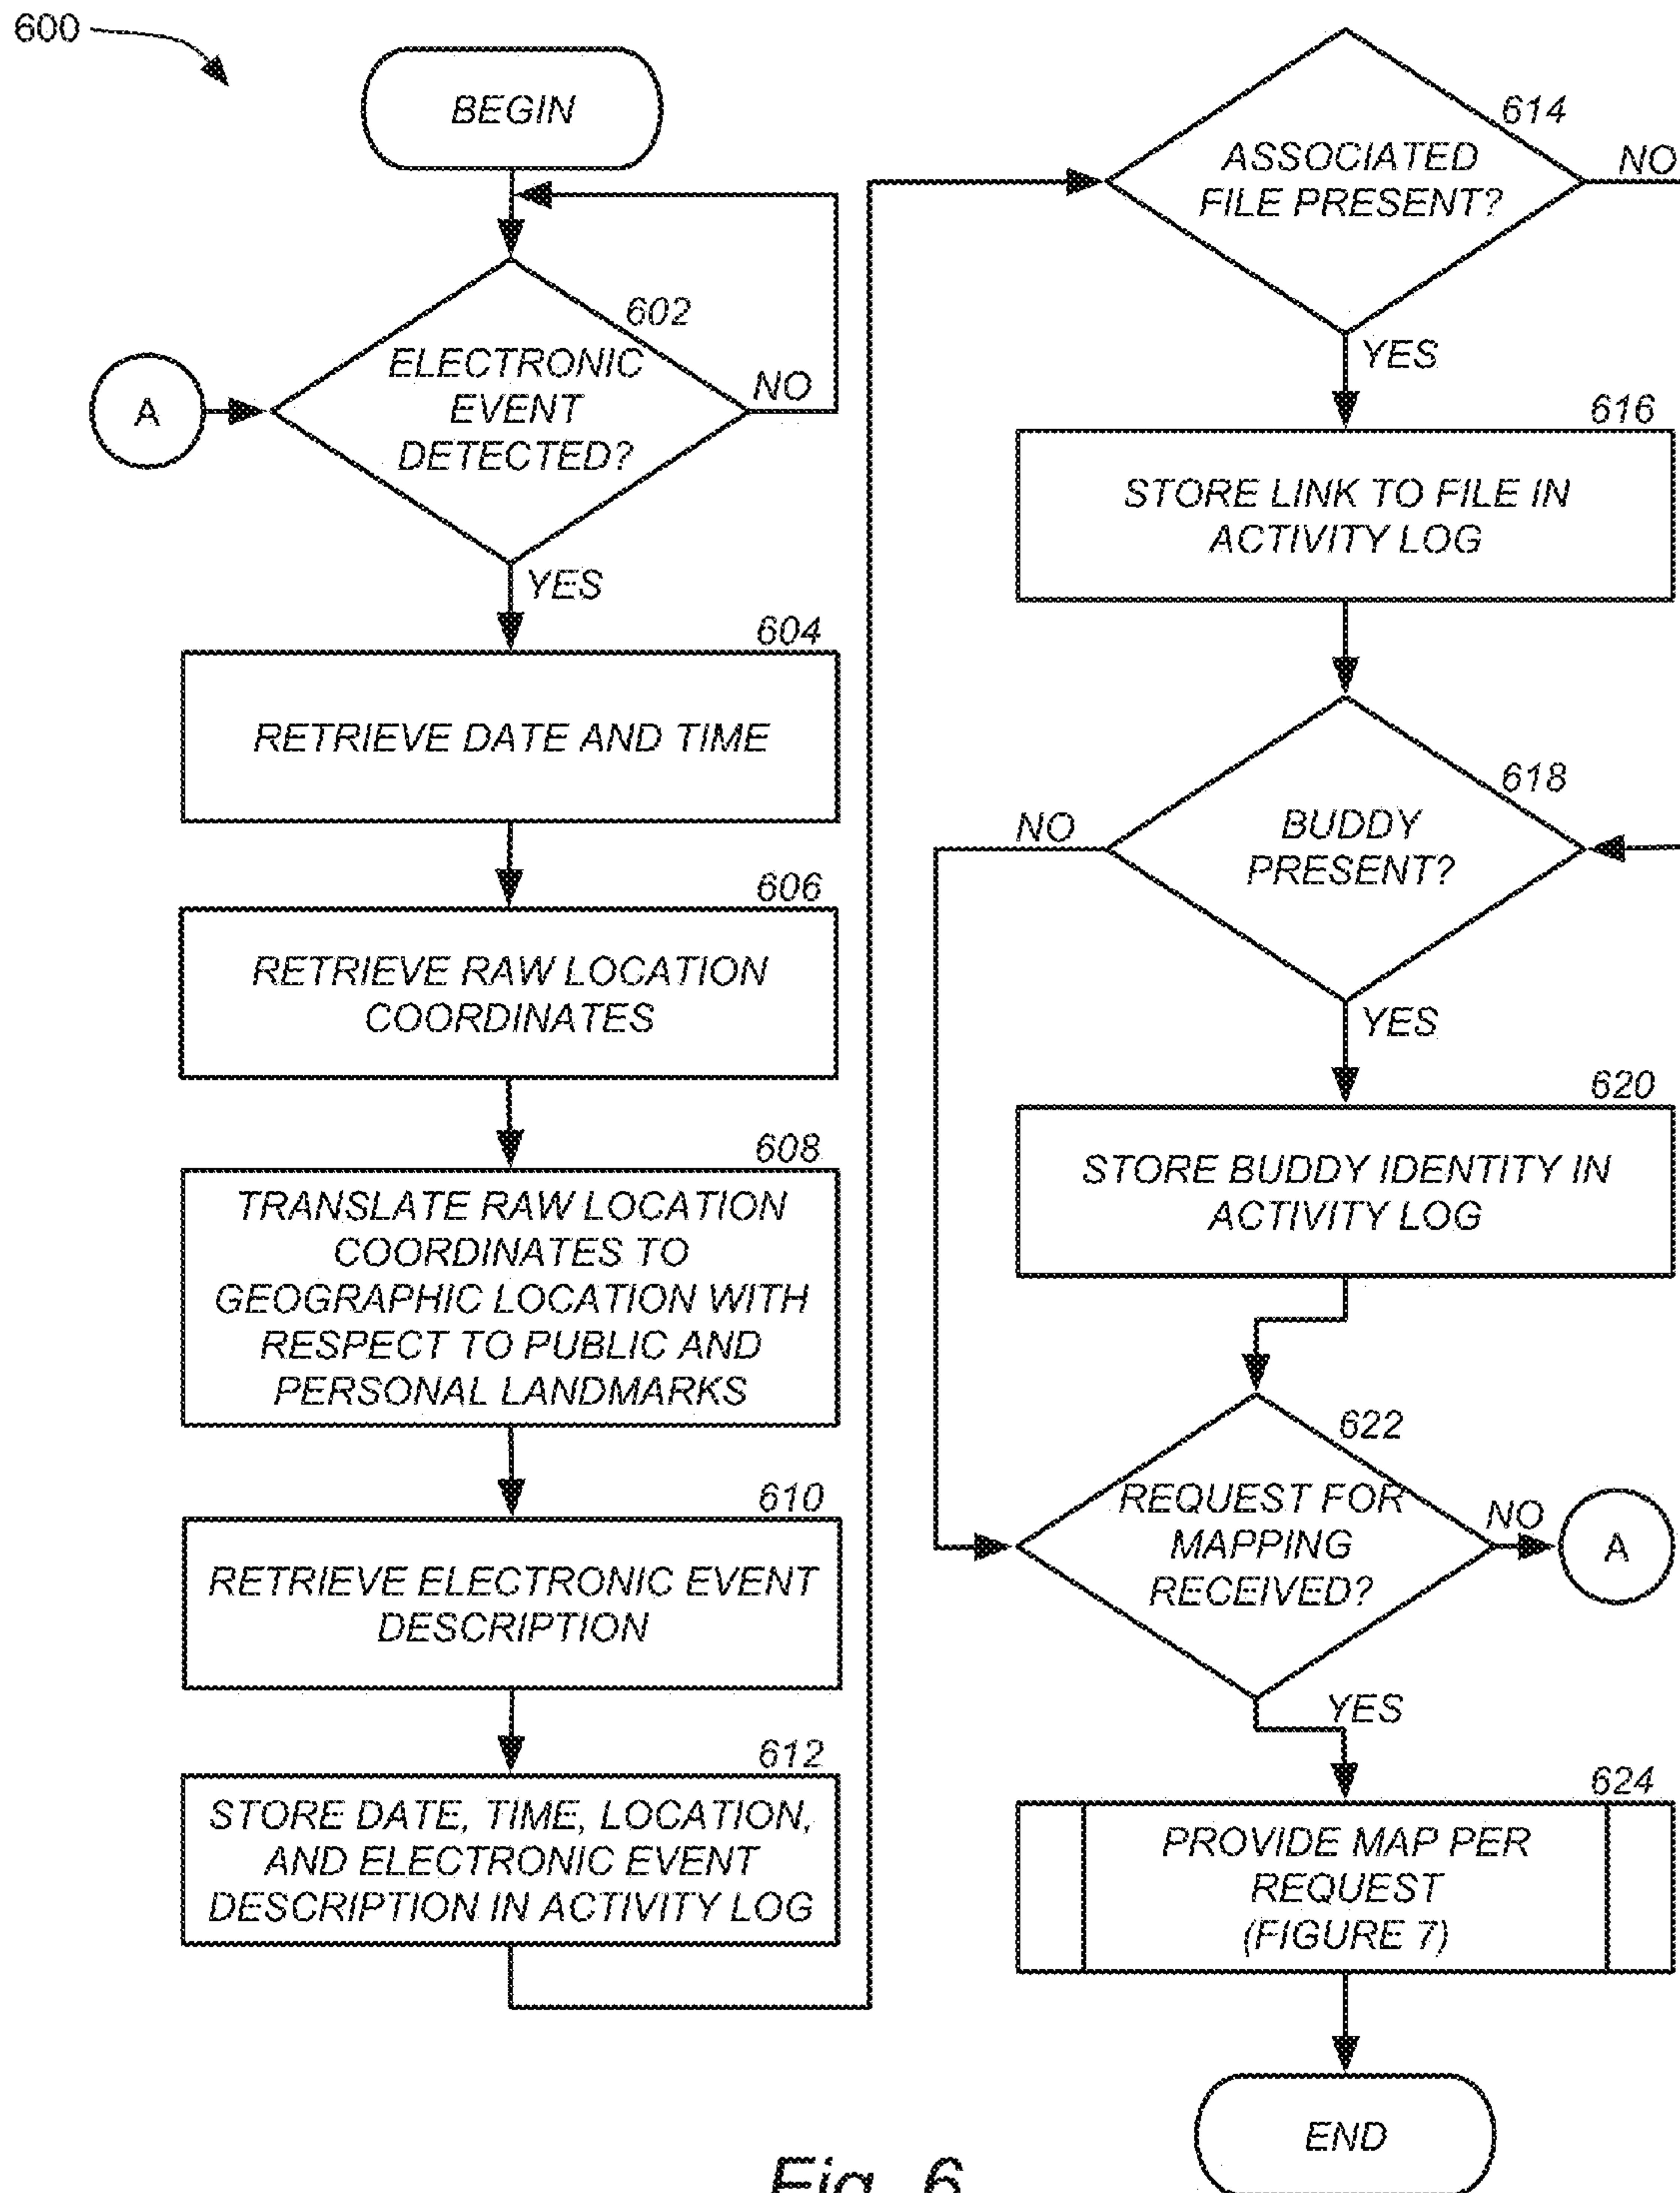 600
BEGIN
602
ELECTRONIC
EVENT
DETECTED?
NO
A
YES
604
RETRIEVE DATE AND TIME
606
RETRIEVE RAW LOCATION
COORDINATES
608
TRANSLATE RAW LOCATION
COORDINATES TO
GEOGRAPHIC LOCATION WITH
RESPECT TO PUBLIC AND
PERSONAL LANDMARKS
610
RETRIEVE ELECTRONIC EVENT
DESCRIPTION
612
STORE DATE, TIME, LOCATION,
AND ELECTRONIC EVENT
DESCRIPTION IN ACTIVITY LOG
614
ASSOCIATED
FILE PRESENT?
NO
YES
616
STORE LINK TO FILE IN
ACTIVITY LOG
618
BUDDY
PRESENT?
NO
YES
620
STORE BUDDY IDENTITY IN
ACTIVITY LOG
622
REQUEST FOR
MAPPING
RECEIVED?
NO
A
YES
624
PROVIDE MAP PER
REQUEST
(FIGURE 7)
END
Fig. 6